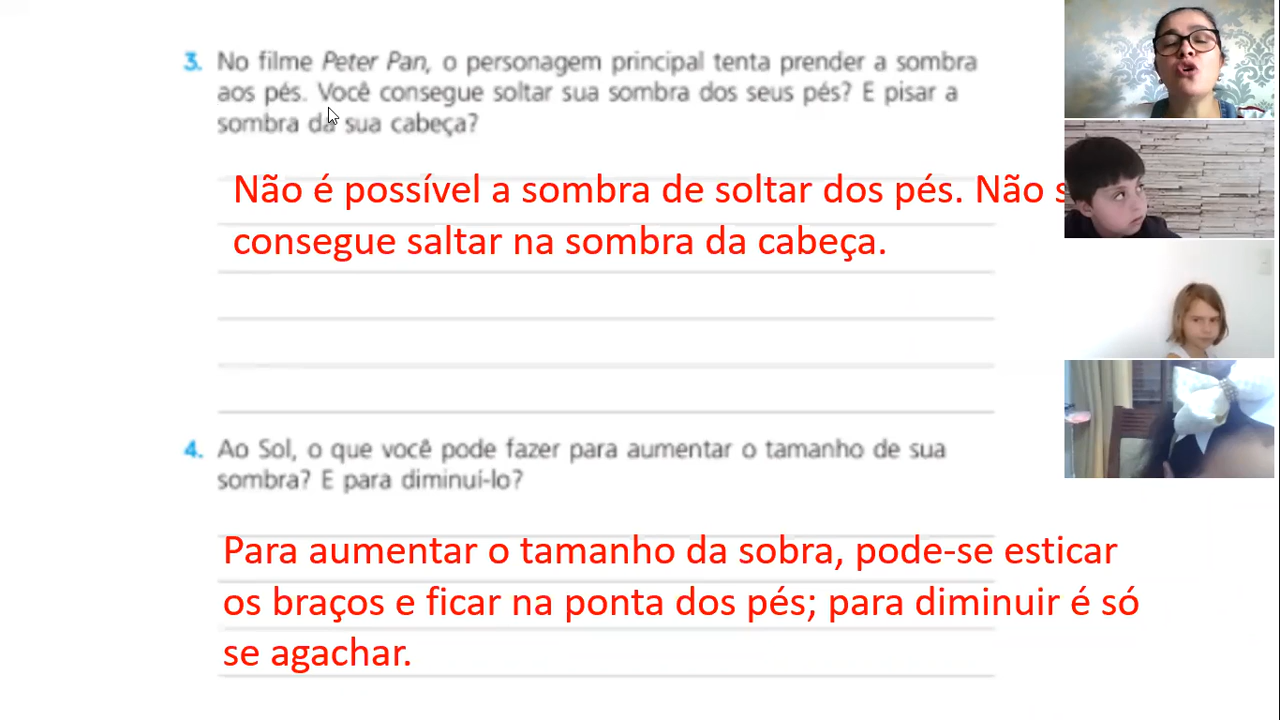 3. No filme Peter Pan, o personagem principal tenta prender a sombra
aos pés. Você consegue soltar sua sombra dos seus pés? E pisar a
sombra da sua cabeça?
Não é possível a sombra de soltar dos pés. Não s
consegue saltar na sombra da cabeça.
4. Ao Sol, o que você pode fazer para aumentar o tamanho de sua
sombra? E para diminuí-lo?
Para aumentar o tamanho da sobra, pode-se esticar
os braços e ficar na ponta dos pés; para diminuir é só
se agachar.